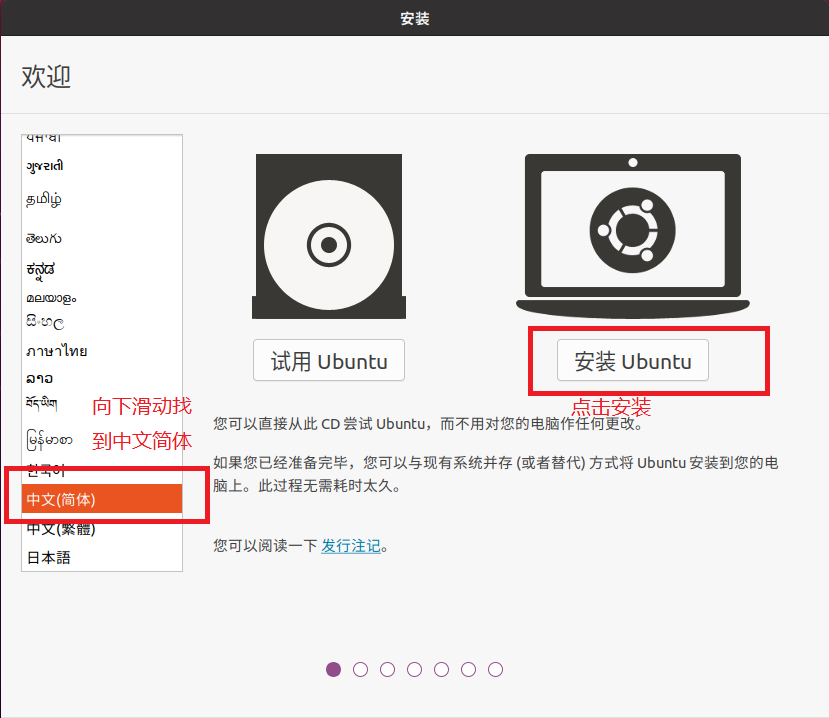 安装
欢迎
ગુજરાતી
தமிழ்
తెలుగు
ಕನ್ನಡ
മലയാളം
සිංහල
ภาษาไทย
ລາວ
བོད་ཡིག
မြန်မာစာ
한국어
中文(简体)
中文(繁體)
日本語
向下滑动找
到中文简体
试用 Ubuntu
安装 Ubuntu
点击安装
您可以直接从此 CD 尝试 Ubuntu，而不用对您的电脑作任何更改。
如果您已经准备完毕，您可以与现有系统并存 (或者替代) 方式将 Ubuntu 安装到您的电
脑上。此过程无需耗时太久。
您可以阅读一下 发行注记。